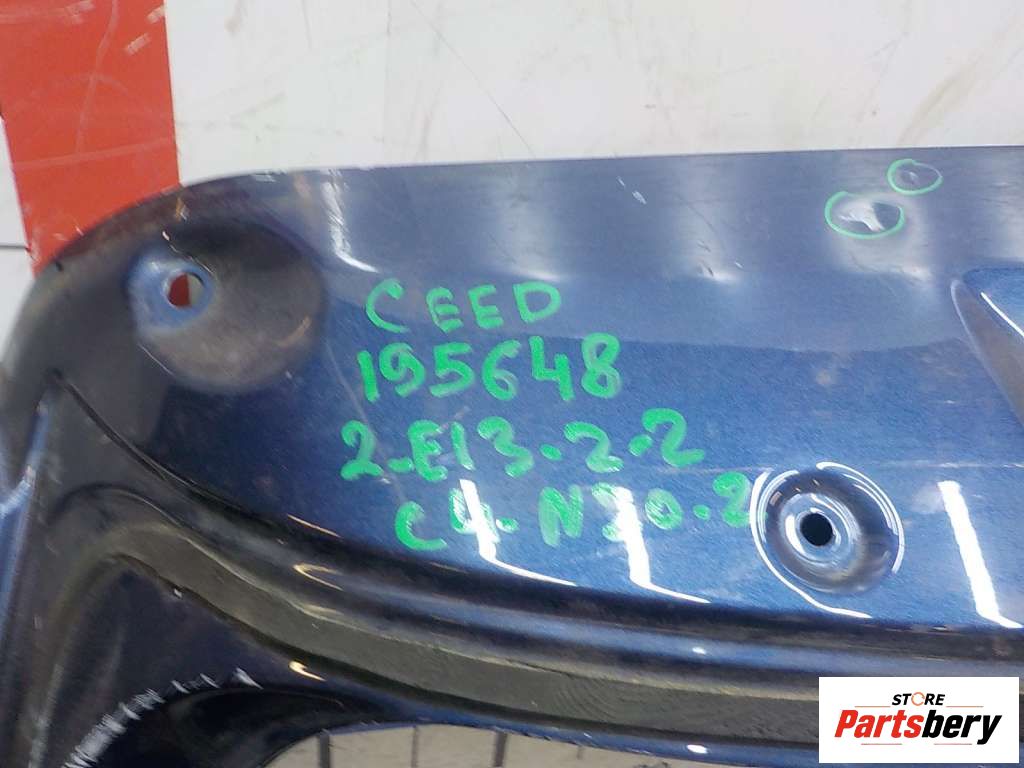 CEED
195648
2-E13-2-2
C4-N30-2
STORE
Partsbery